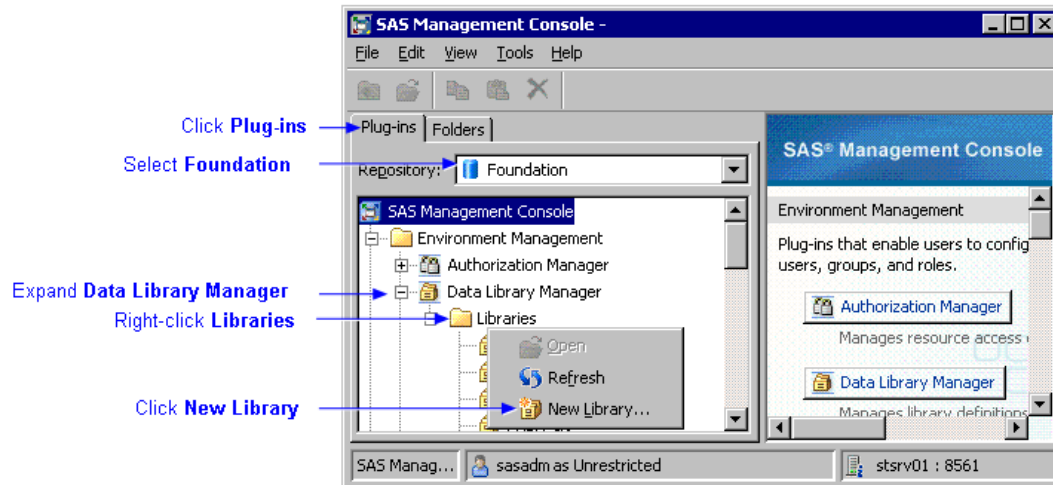 SAS Management Console -
File Edit View Tools Help
Click Plug-ins
Plug-ins Folders
Select Foundation
Repository: Foundation
SAS Management Console
Environment Management
Authorization Manager
Expand Data Library Manager
Data Library Manager
Right-click Libraries
Libraries
Open
Refresh
Click New Library
New Library...
SAS® Management Console
Environment Management
Plug-ins that enable users to config
users, groups, and roles.
Authorization Manager
Manages resource access
Data Library Manager
Manages library definitions
SAS Manag... sasadm as Unrestricted stsrv01 : 8561